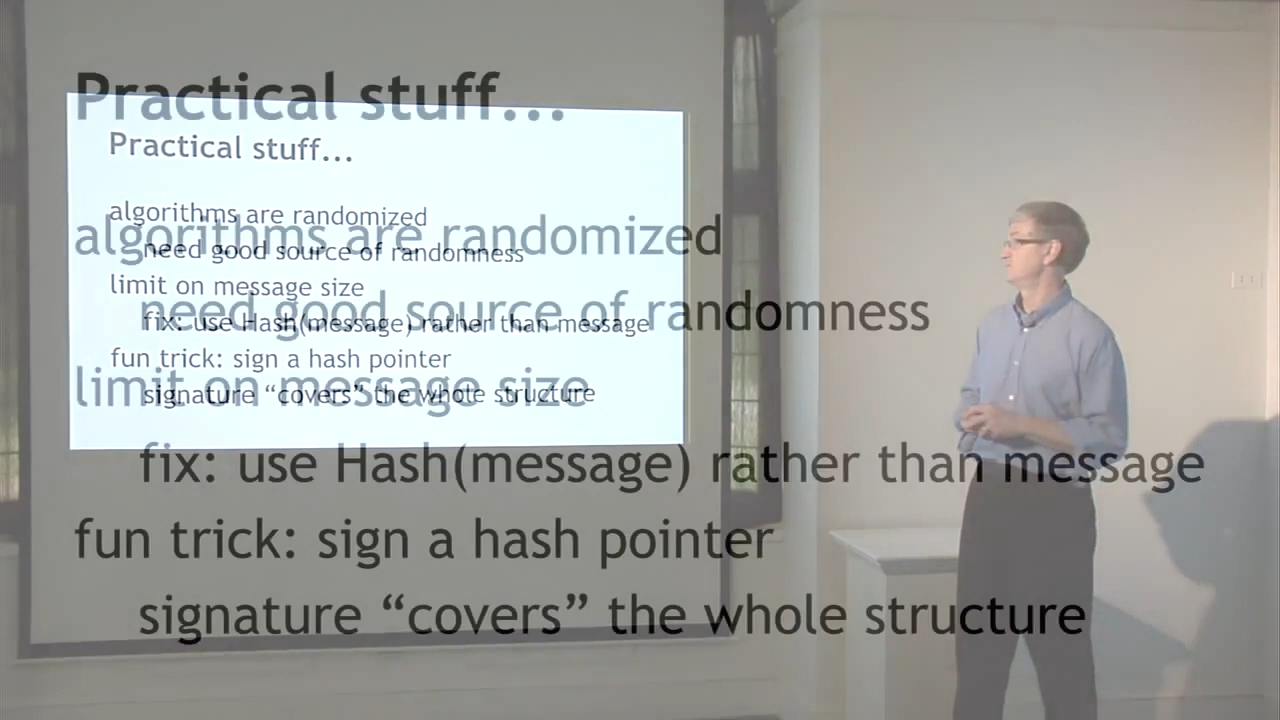 Practical stuff...
algorithms are randomized
need good source of randomness
limit on message size
fix: use Hash(message) rather than message
fun trick: sign a hash pointer
signature “covers” the whole structure
Practical stuff...
algorithms are randomized
need good source of randomness
limit on message size
fix: use Hash(message) rather than message
fun trick: sign a hash pointer
signature “covers” the whole structure